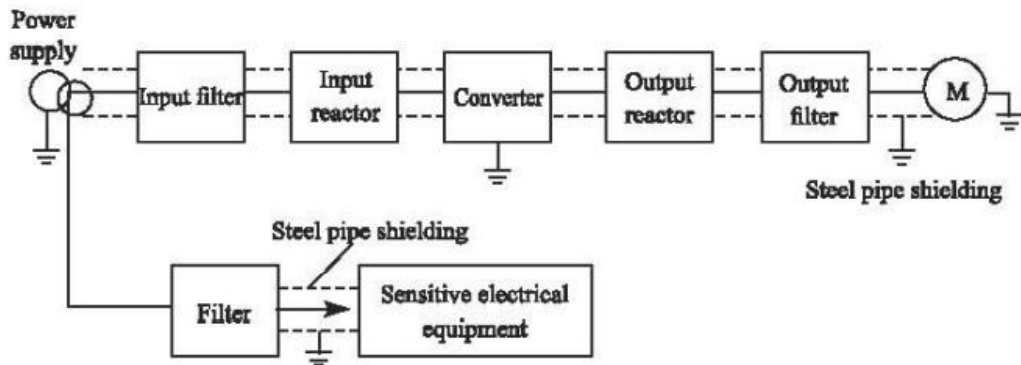 Power
supply
Input filter
Input
reactor
Converter
Output
reactor
Output
filter
M
Steel pipe shielding
Steel pipe shielding
Filter
Sensitive electrical
equipment